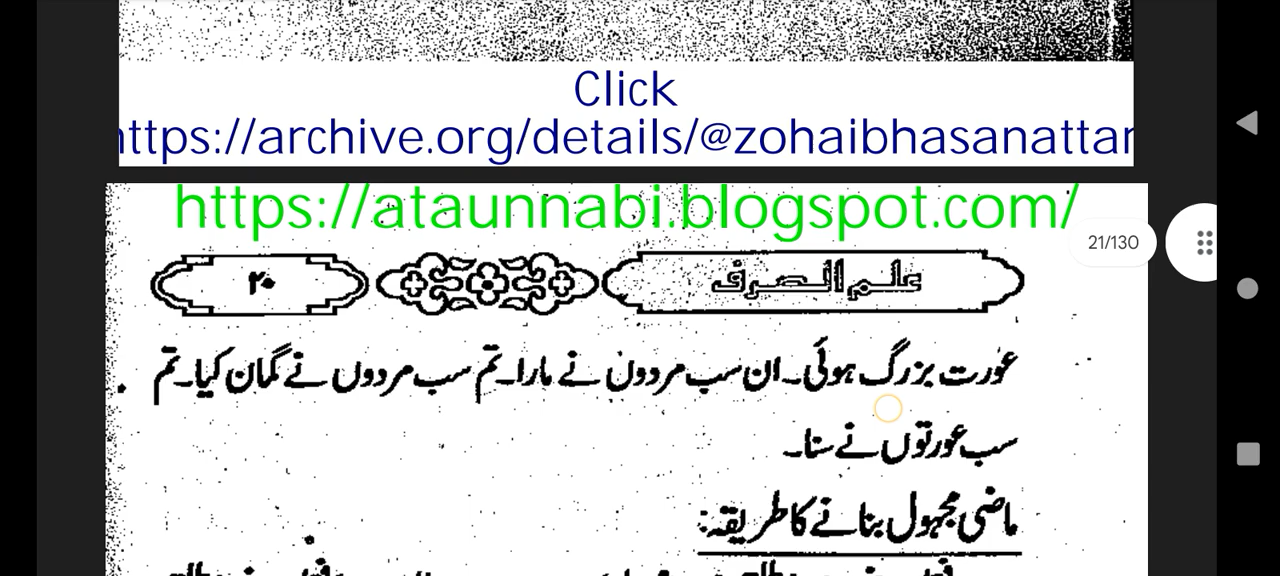 Click
ttps://archive.org/details/@zohaibhasanattar
https://ataunnabi.blogspot.com/
21/130
علم الصرف
۲۰
عورت بزرگ ہوئی۔ ان سب مردوں نے مارا۔ تم سب مردوں نے گمان کیا۔ تم
سب عورتوں نے سنا۔
ماضی مجہول بنانے کا طریقہ: